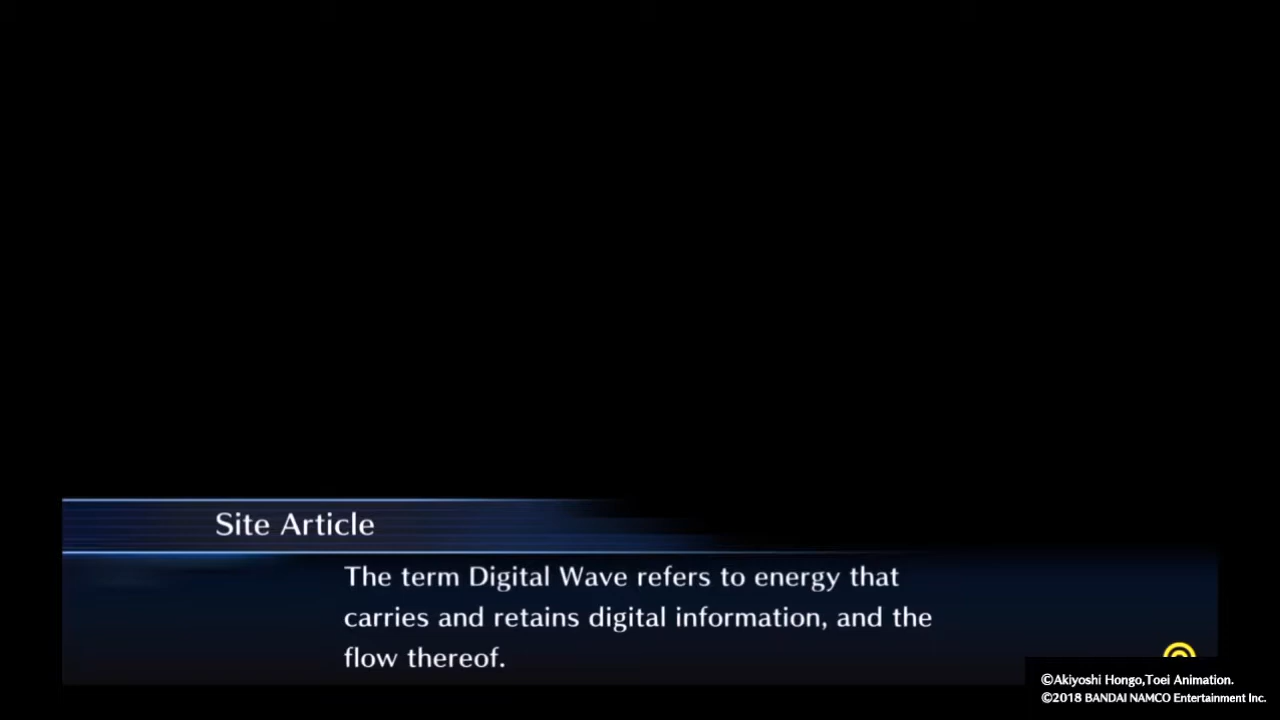 Site Article
The term Digital Wave refers to energy that
carries and retains digital information, and the
flow thereof.
©Akiyoshi Hongo,Toei Animation.
©2018 BANDAI NAMCO Entertainment Inc.